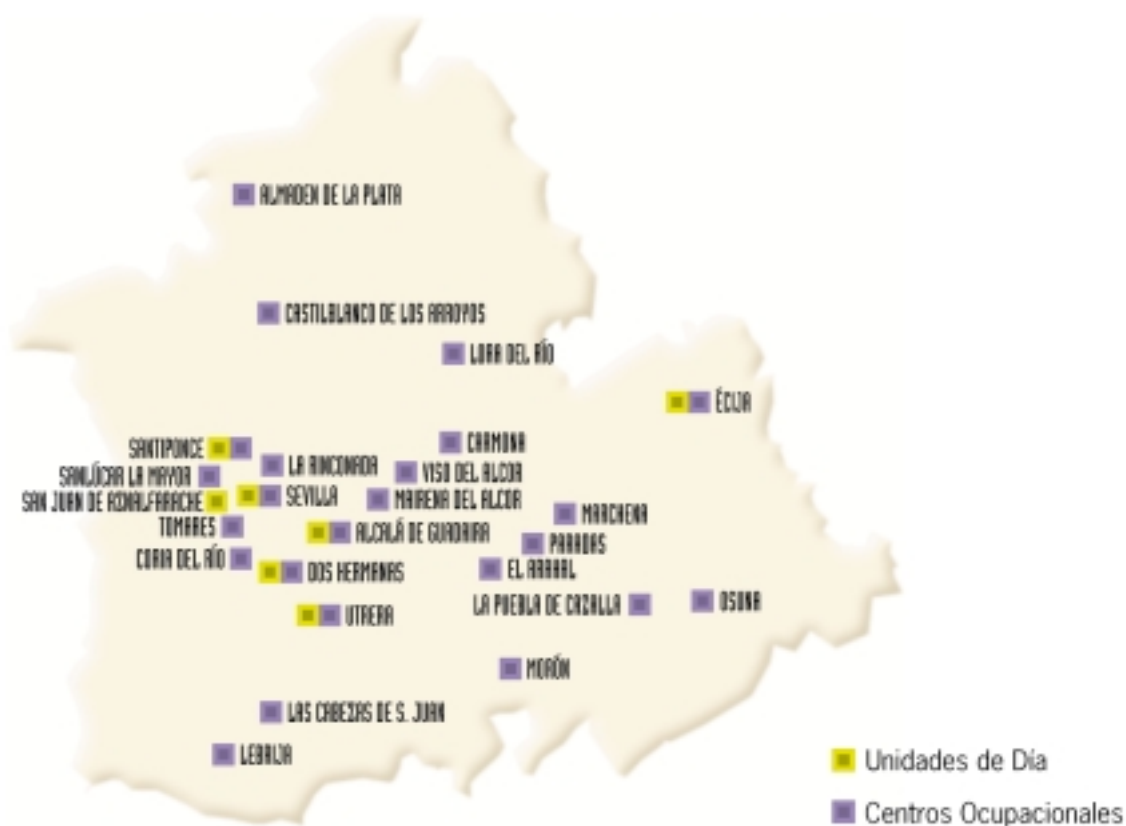 ALMADEN DE LA PLATA
CASTILBLANCO DE LOS ARROYOS
LORA DEL RÍO
ÉCIJA
SANTIPONCE
CARMONA
LA RINCONADA
VISO DEL ALCOR
SANLÚCAR LA MAYOR
SEVILLA
MAIRENA DEL ALCOR
SAN JUAN DE AZNALFARACHE
MARCHENA
TOMARES
ALCALÁ DE GUADAIRA
PARADAS
CORIA DEL RÍO
DOS HERMANAS
EL ARAHAL
LA PUEBLA DE CAZALLA
OSUNA
UTRERA
MORÓN
LAS CABEZAS DE S. JUAN
LEBRIJA
Unidades de Día
Centros Ocupacionales